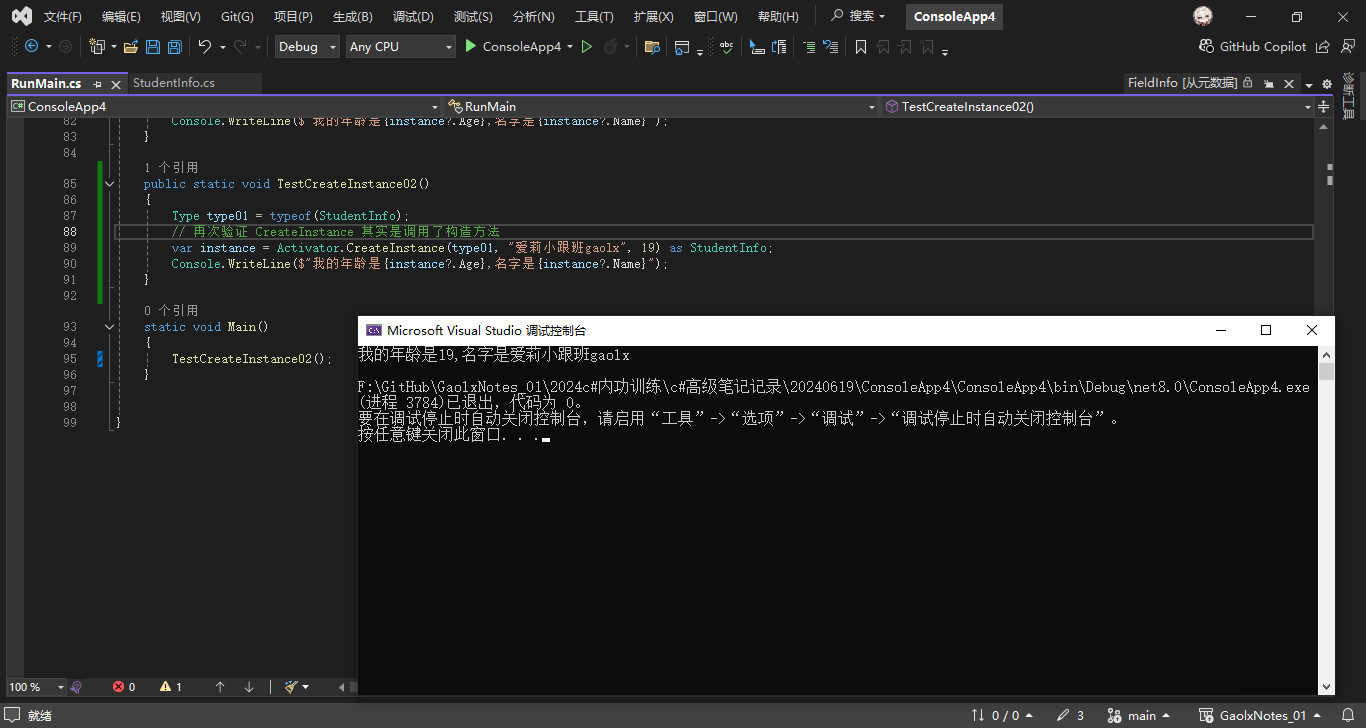 文件(F) 编辑(E) 视图(V) Git(G) 项目(P) 生成(B) 调试(D) 测试(S) 分析(N) 工具(T) 扩展(X) 窗口(W) 帮助(H) 搜索 ConsoleApp4
Debug Any CPU ConsoleApp4 GitHub Copilot
RunMain.cs StudentInfo.cs FieldInfo [从元数据]
诊断工具
ConsoleApp4 RunMain TestCreateInstance02()
82 Console.WriteLine($"我的年龄是{instance?.Age},名字是{instance?.Name}");
83 }
84
1 个引用
85 public static void TestCreateInstance02()
86 {
87 Type type01 = typeof(StudentInfo);
88 // 再次验证 CreateInstance 其实是调用了构造方法
89 var instance = Activator.CreateInstance(type01, "爱莉小跟班gaolx", 19) as StudentInfo;
90 Console.WriteLine($"我的年龄是{instance?.Age},名字是{instance?.Name}");
91 }
92
0 个引用
93 static void Main()
94 {
95 TestCreateInstance02();
96 }
97
98
99 }
Microsoft Visual Studio 调试控制台
我的年龄是19,名字是爱莉小跟班gaolx
F:\GitHub\GaolxNotes_01\2024c#内功训练\c#高级笔记记录\20240619\ConsoleApp4\ConsoleApp4\bin\Debug\net8.0\ConsoleApp4.exe
(进程 3784)已退出，代码为 0。
要在调试停止时自动关闭控制台，请启用“工具”->“选项”->“调试”->“调试停止时自动关闭控制台”。
按任意键关闭此窗口. . .
100 % 0 1
就绪 0 / 0 3 main GaolxNotes_01